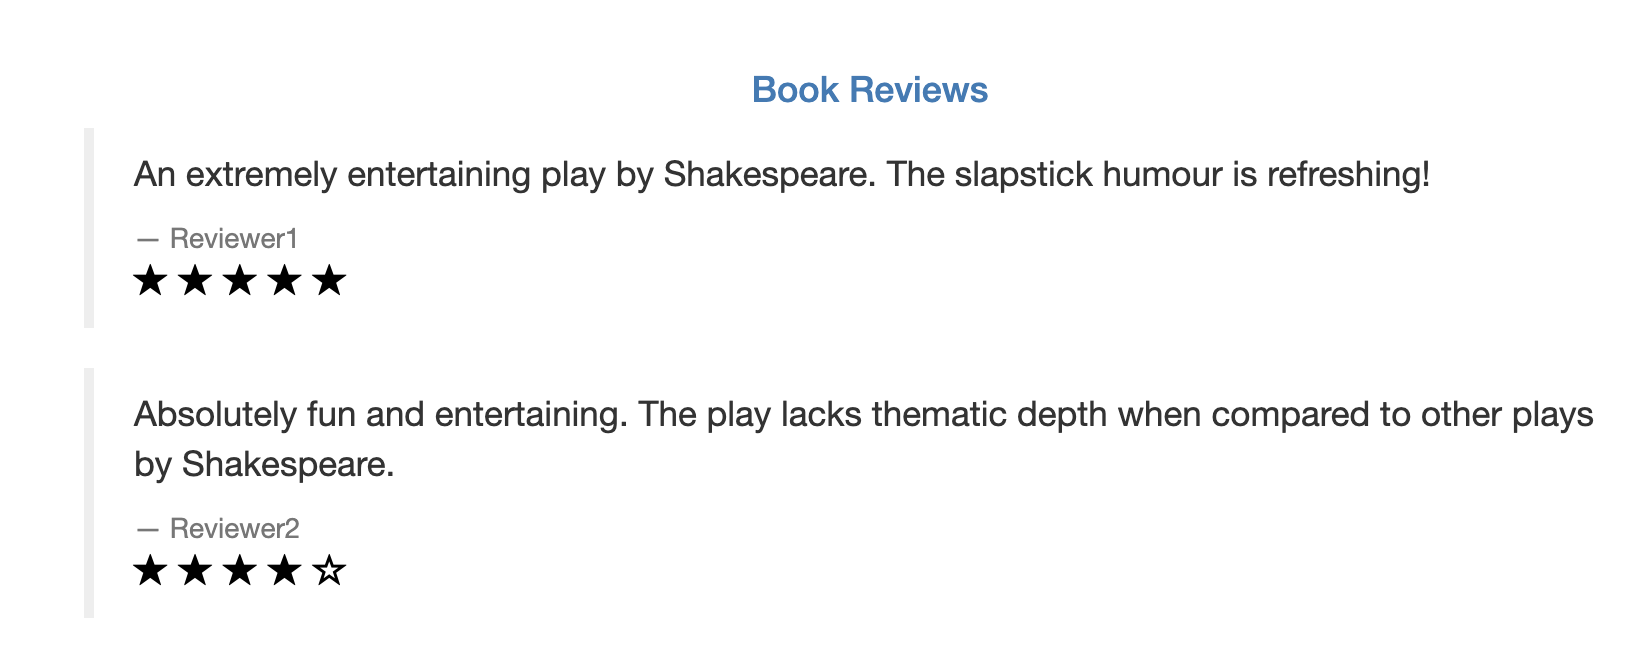 Book Reviews
An extremely entertaining play by Shakespeare. The slapstick humour is refreshing!
— Reviewer1
★★★★★
Absolutely fun and entertaining. The play lacks thematic depth when compared to other plays
by Shakespeare.
— Reviewer2
★★★★☆